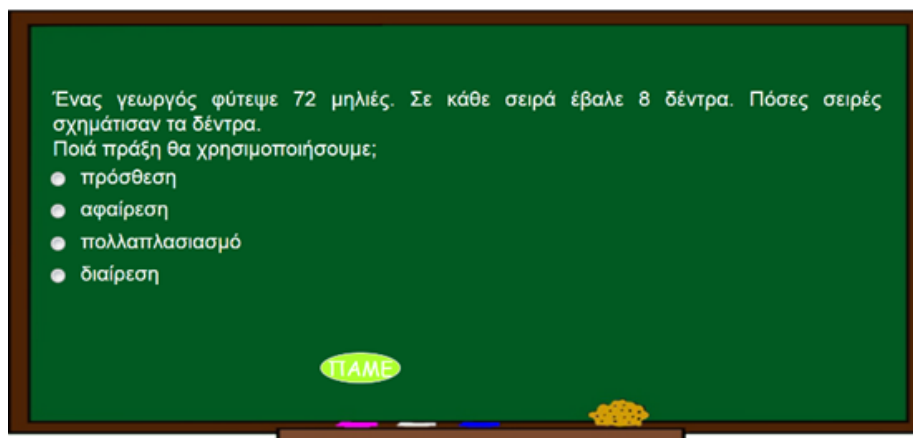 Ένας γεωργός φύτεψε 72 μηλιές. Σε κάθε σειρά έβαλε 8 δέντρα. Πόσες σειρές
σχημάτισαν τα δέντρα.
Ποιά πράξη θα χρησιμοποιήσουμε;
πρόσθεση
αφαίρεση
πολλαπλασιασμό
διαίρεση
ΠΑΜΕ